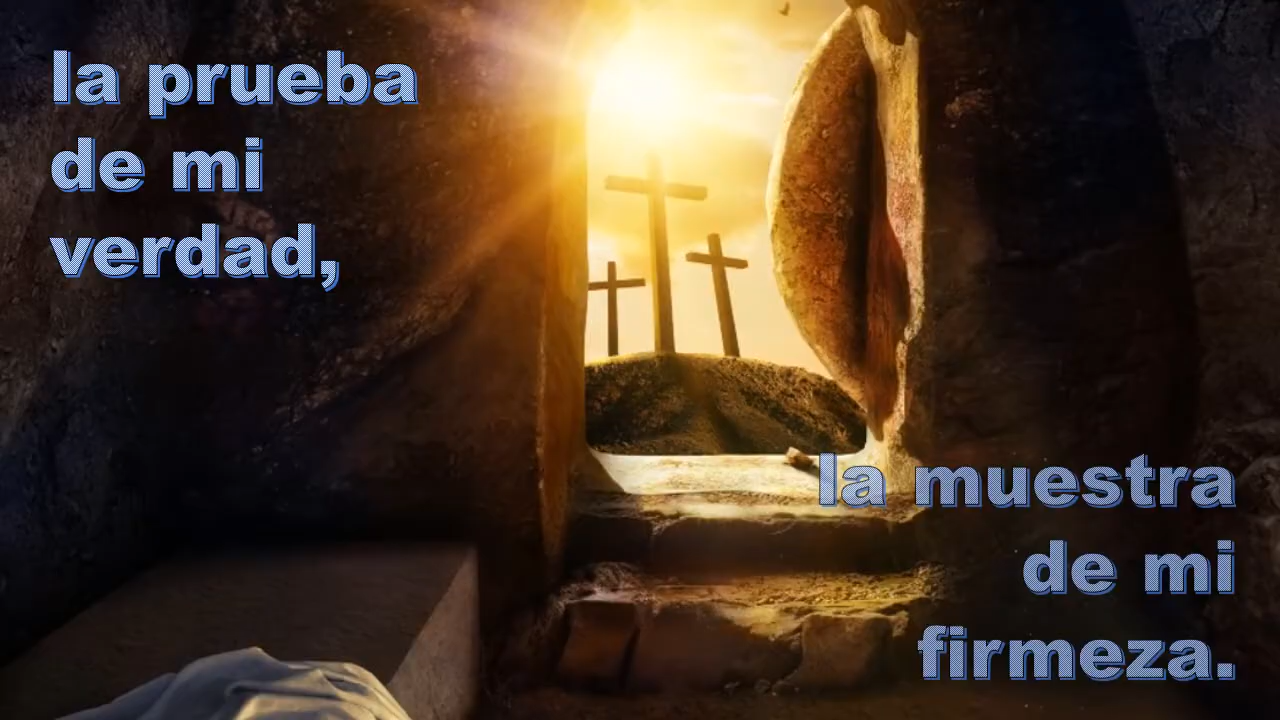 la prueba
de mi
verdad,
la muestra
de mi
firmeza.